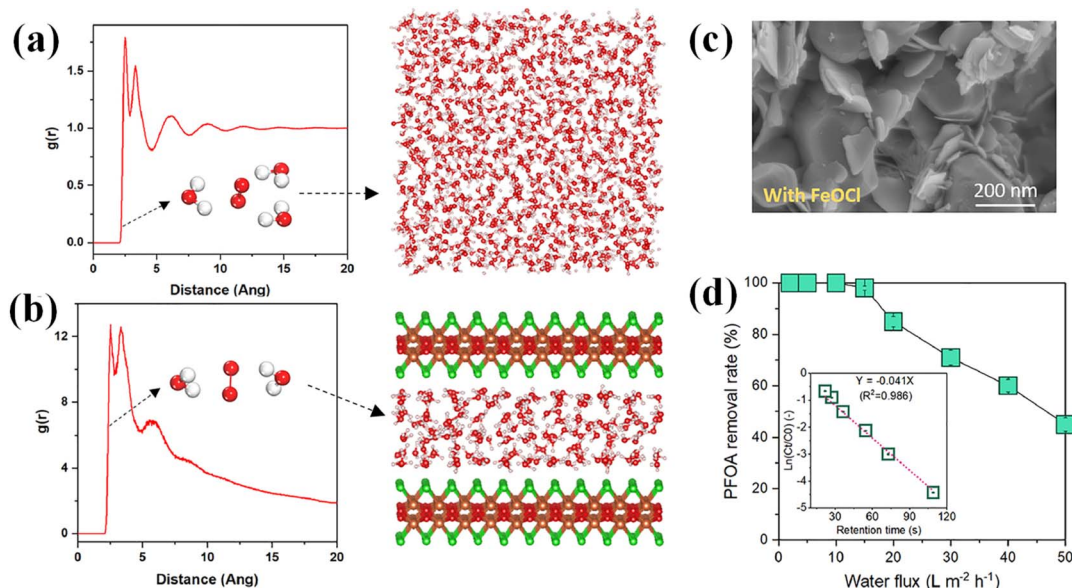 (a)
g(r)
1.5
1.0
0.5
0.0
0 5 10 15 20
Distance (Ang)
(b)
g(r)
12
8
4
0
0 5 10 15 20
Distance (Ang)
(c)
With FeOCl
200 nm
(d)
PFOA removal rate (%)
100
80
60
40
20
0
0 10 20 30 40 50
Water flux (L m⁻² h⁻¹)
Y = -0.041X
(R²=0.986)
Ln(Ct/C0) (-)
0
-1
-2
-3
-4
-5
0 30 60 90 120
Retention time (s)